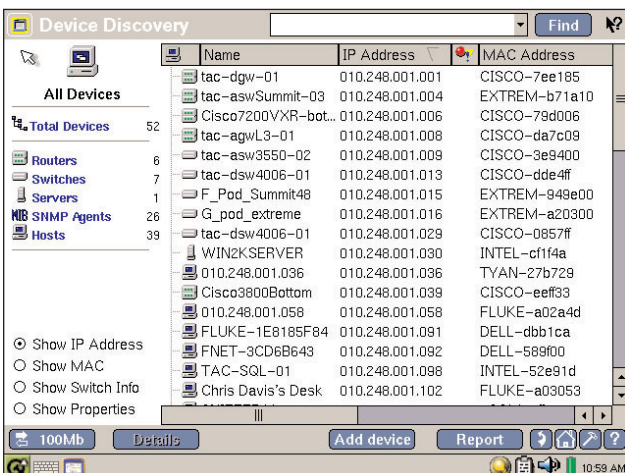 Device Discovery
Find
All Devices
Total Devices 52
Routers 6
Switches 7
Servers 1
MIB SNMP Agents 26
Hosts 39
Show IP Address
Show MAC
Show Switch Info
Show Properties
Name IP Address MAC Address
tac-dgw-01 010.248.001.001 CISCO-7ee185
tac-aswSummit-03 010.248.001.004 EXTREM-b71a10
Cisco7200VXR-bot... 010.248.001.006 CISCO-79d006
tac-agwL3-01 010.248.001.008 CISCO-da7c09
tac-asw3550-02 010.248.001.009 CISCO-3e9400
tac-dsw4006-01 010.248.001.013 CISCO-dde4ff
F_Pod_Summit48 010.248.001.015 EXTREM-949e00
G_pod_extreme 010.248.001.016 EXTREM-a20300
tac-dsw4006-01 010.248.001.029 CISCO-0857ff
WIN2KSERVER 010.248.001.030 INTEL-cf1f4a
010.248.001.036 010.248.001.036 TYAN-27b729
Cisco3800Bottom 010.248.001.039 CISCO-eeff33
010.248.001.058 010.248.001.058 FLUKE-a02a4d
FLUKE-1E8185F84 010.248.001.091 DELL-dbb1ca
FNET-3CD6B643 010.248.001.092 DELL-589f00
TAC-SQL-01 010.248.001.098 INTEL-52e91d
Chris Davis's Desk 010.248.001.102 FLUKE-a03053
100Mb Details Add device Report ?
10:59 AM